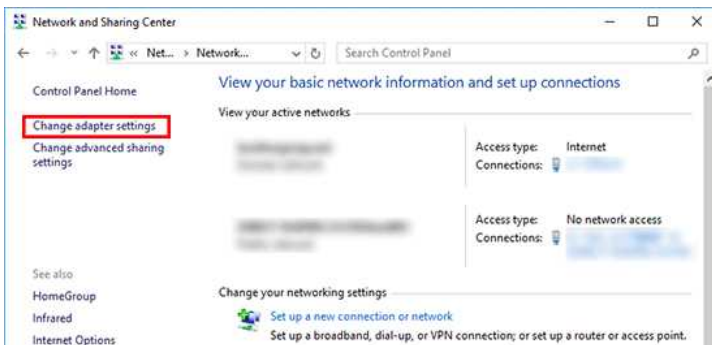 Network and Sharing Center
« Net... > Network...
Search Control Panel
Control Panel Home
Change adapter settings
Change advanced sharing
settings
See also
HomeGroup
Infrared
Internet Options
View your basic network information and set up connections
View your active networks
Access type: Internet
Connections:
Access type: No network access
Connections:
Change your networking settings
Set up a new connection or network
Set up a broadband, dial-up, or VPN connection; or set up a router or access point.